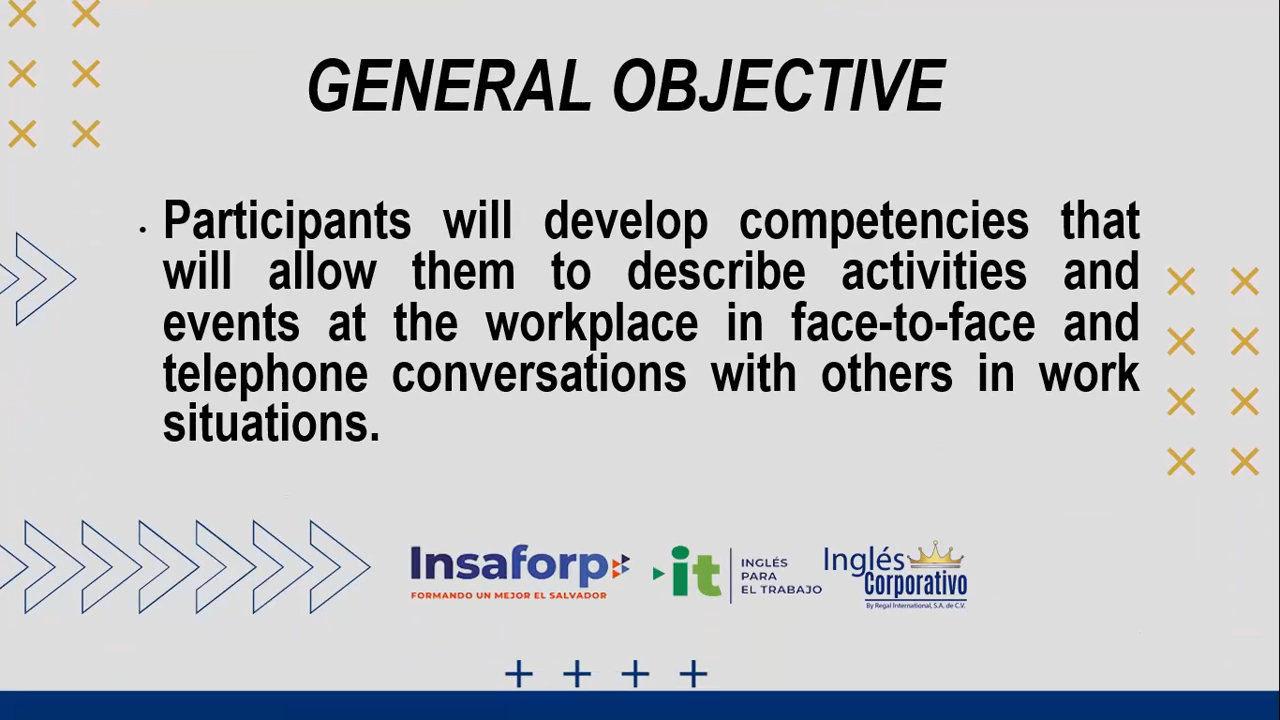 GENERAL OBJECTIVE
• Participants will develop competencies that
will allow them to describe activities and
events at the workplace in face-to-face and
telephone conversations with others in work
situations.
Insaforp
FORMANDO UN MEJOR EL SALVADOR
it
INGLÉS
PARA
EL TRABAJO
Inglés
Corporativo
By Regal International, S.A. de C.V.